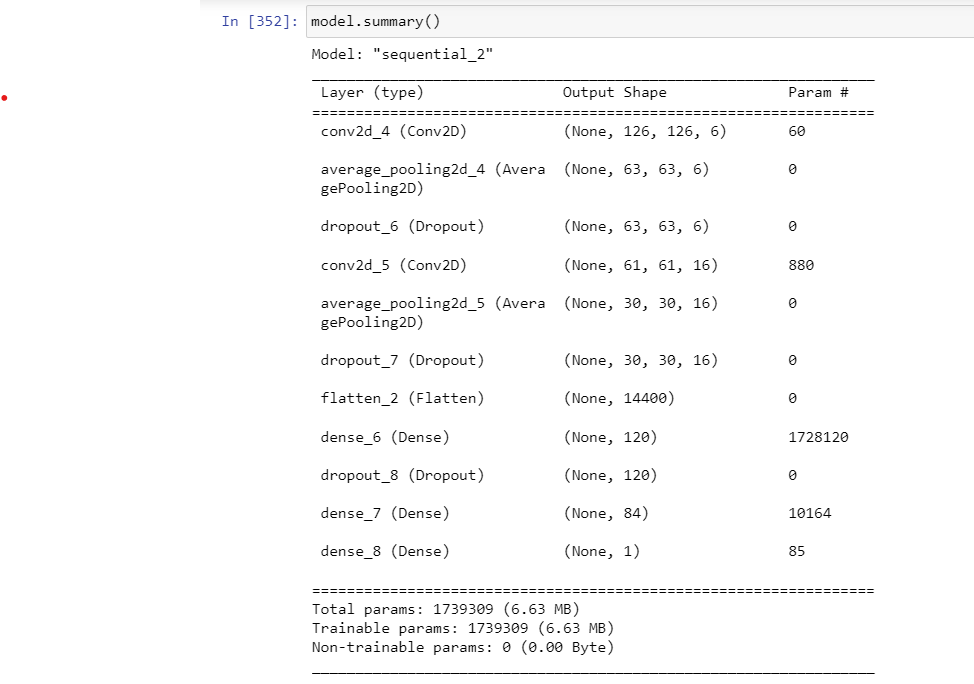 In [352]: model.summary()
Model: "sequential_2"
_________________________________________________________________
Layer (type) Output Shape Param #
=================================================================
conv2d_4 (Conv2D) (None, 126, 126, 6) 60
average_pooling2d_4 (Avera (None, 63, 63, 6) 0
gePooling2D)
dropout_6 (Dropout) (None, 63, 63, 6) 0
conv2d_5 (Conv2D) (None, 61, 61, 16) 880
average_pooling2d_5 (Avera (None, 30, 30, 16) 0
gePooling2D)
dropout_7 (Dropout) (None, 30, 30, 16) 0
flatten_2 (Flatten) (None, 14400) 0
dense_6 (Dense) (None, 120) 1728120
dropout_8 (Dropout) (None, 120) 0
dense_7 (Dense) (None, 84) 10164
dense_8 (Dense) (None, 1) 85
=================================================================
Total params: 1739309 (6.63 MB)
Trainable params: 1739309 (6.63 MB)
Non-trainable params: 0 (0.00 Byte)
_________________________________________________________________